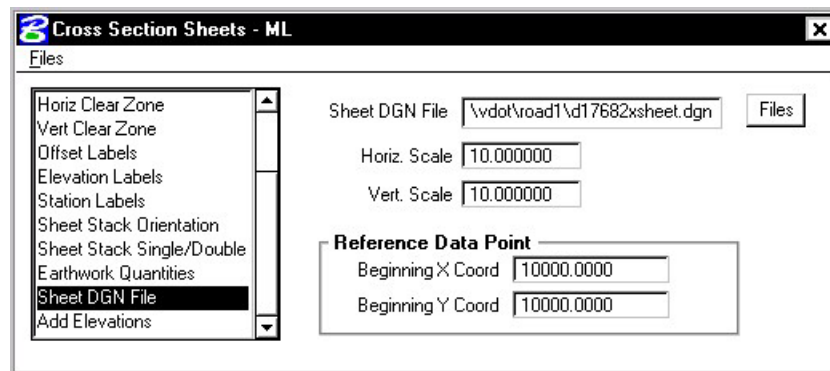 Cross Section Sheets - ML
Files
Horiz Clear Zone
Vert Clear Zone
Offset Labels
Elevation Labels
Station Labels
Sheet Stack Orientation
Sheet Stack Single/Double
Earthwork Quantities
Sheet DGN File
Add Elevations
Sheet DGN File \vdot\road1\d17682xsheet.dgn Files
Horiz. Scale 10.000000
Vert. Scale 10.000000
Reference Data Point
Beginning X Coord 10000.0000
Beginning Y Coord 10000.0000